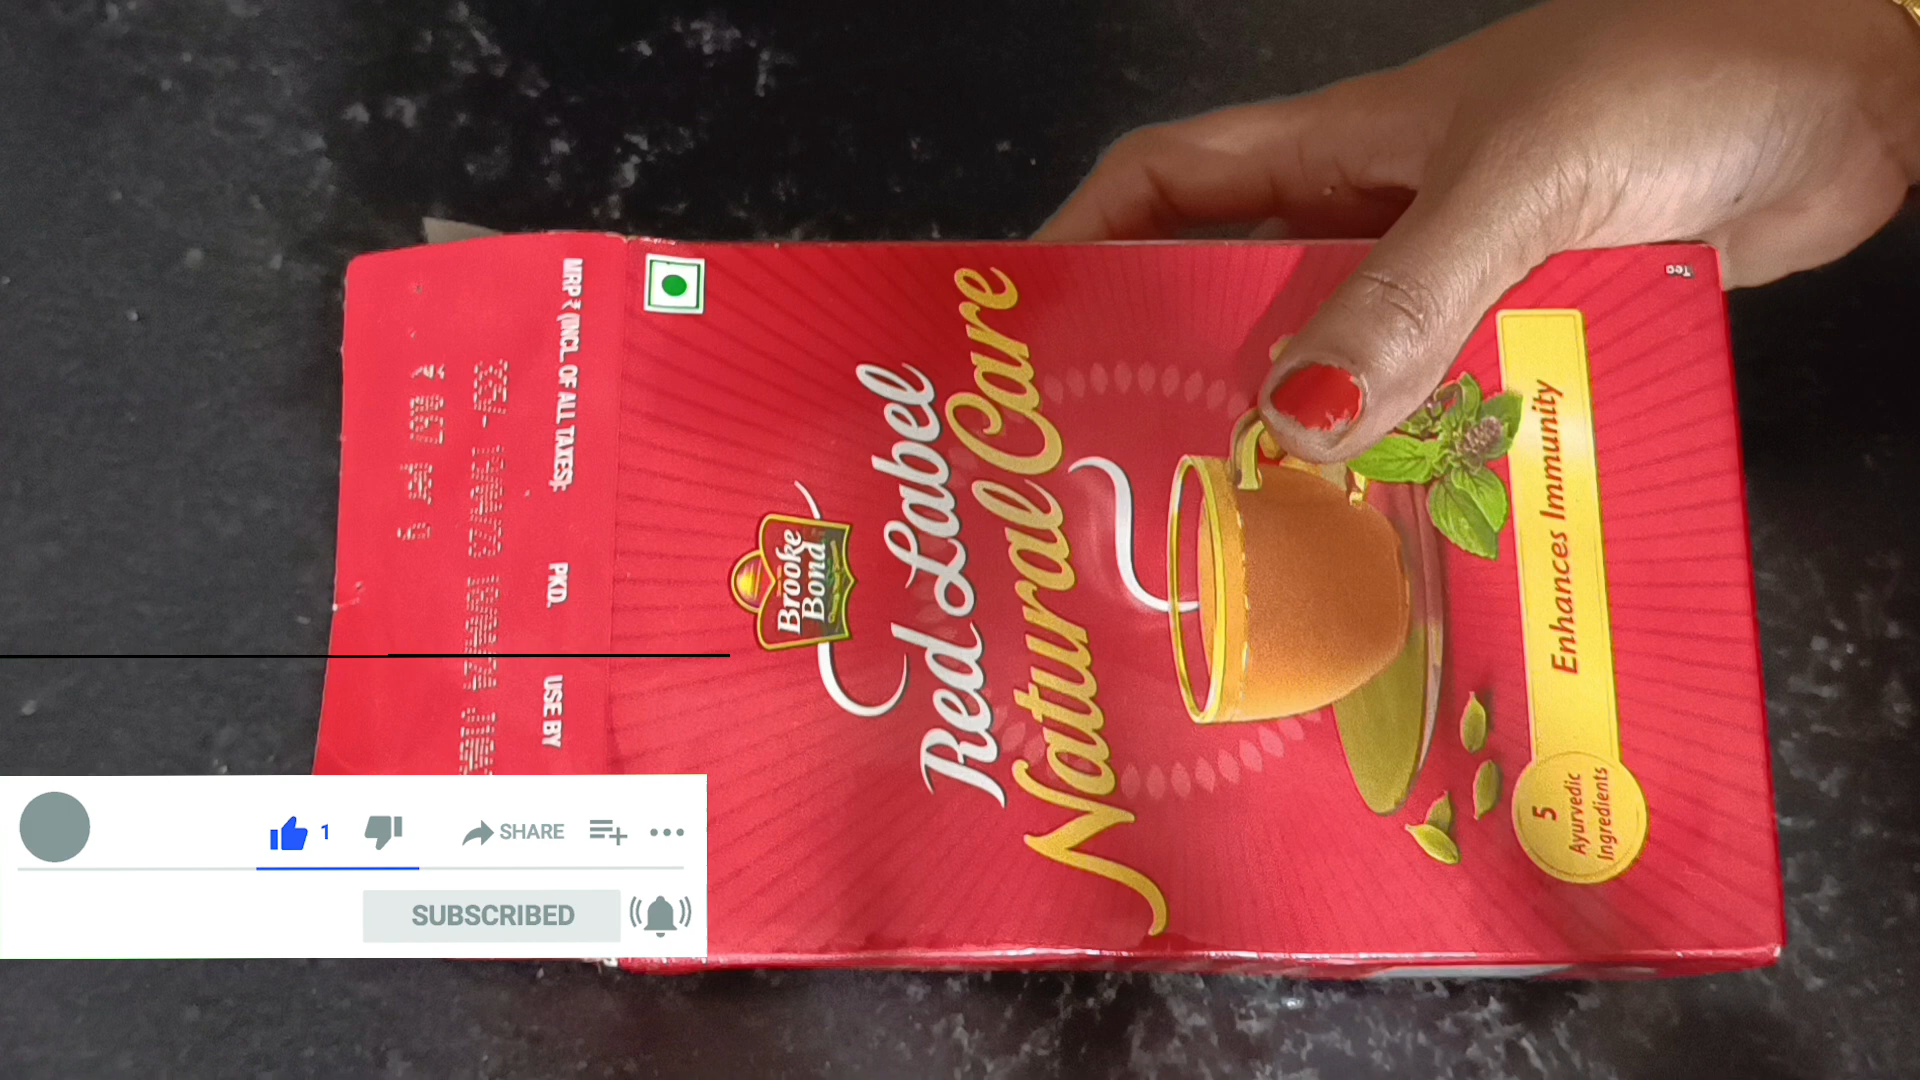 MRP ₹ (INCL. OF ALL TAXES):
PKD.
USE BY
Brooke
Bond
Red Label
Natural Care
Enhances Immunity
5
Ayurvedic
Ingredients
Tea
1
SHARE
SUBSCRIBED